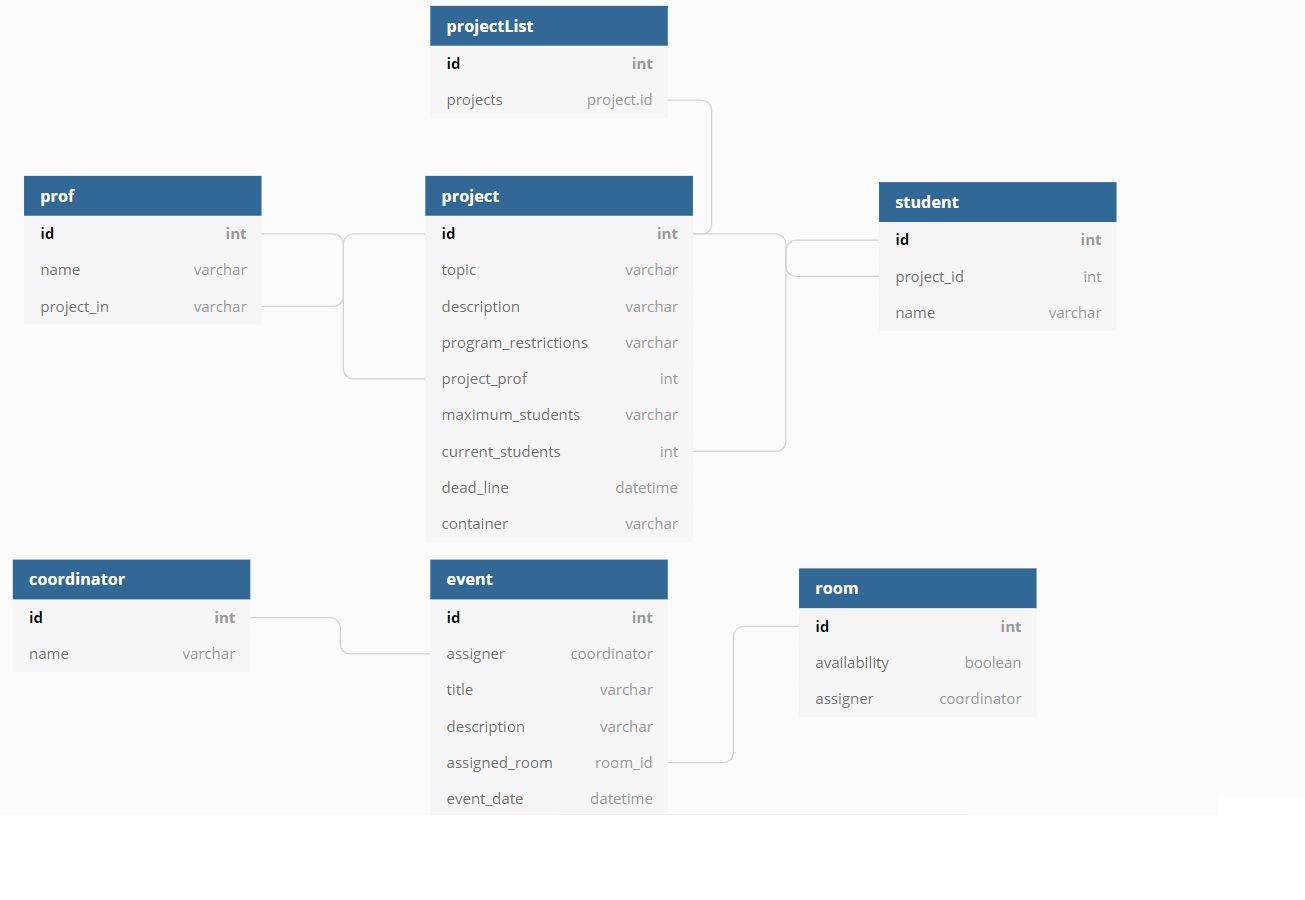 projectList
id int
projects project.id
prof
id int
name varchar
project_in varchar
project
id int
topic varchar
description varchar
program_restrictions varchar
project_prof int
maximum_students varchar
current_students int
dead_line datetime
container varchar
student
id int
project_id int
name varchar
coordinator
id int
name varchar
event
id int
assigner coordinator
title varchar
description varchar
assigned_room room_id
event_date datetime
room
id int
availability boolean
assigner coordinator